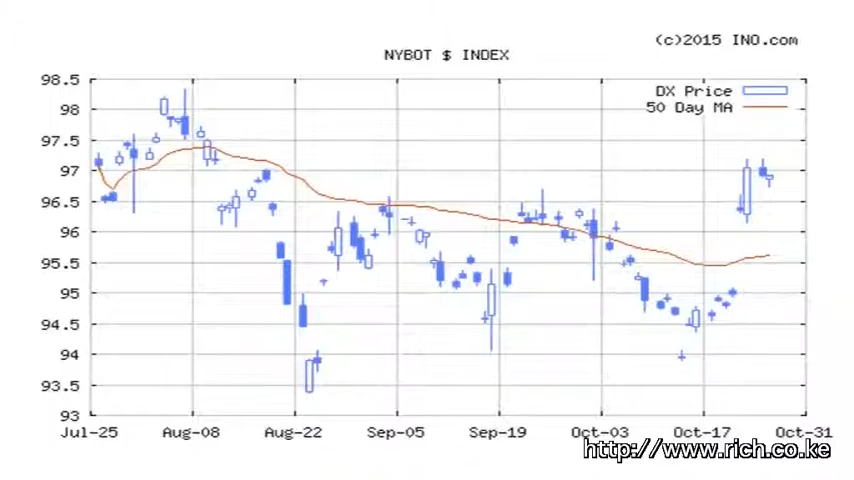 (c)2015 INO.com
NYBOT $ INDEX
DX Price
50 Day MA
98.5
98
97.5
97
96.5
96
95.5
95
94.5
94
93.5
93
Jul-25 Aug-08 Aug-22 Sep-05 Sep-19 Oct-03 Oct-17 Oct-31
http://www.rich.co.ke